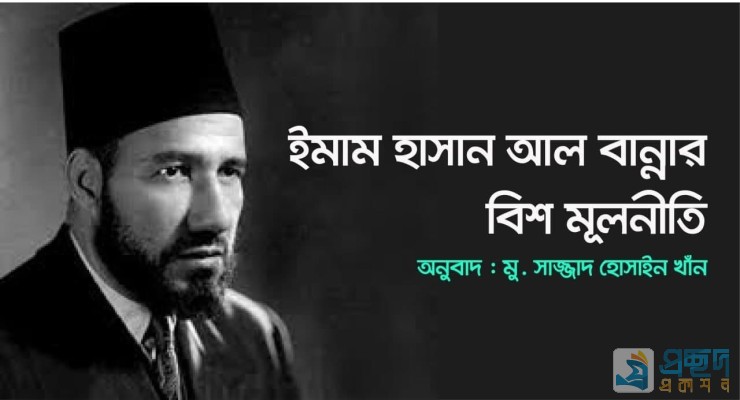 ইমাম হাসান আল বান্নার
বিশ মূলনীতি
অনুবাদ : মু. সাজ্জাদ হোসাইন খাঁন
প্রচ্ছদ
প্রকাশন